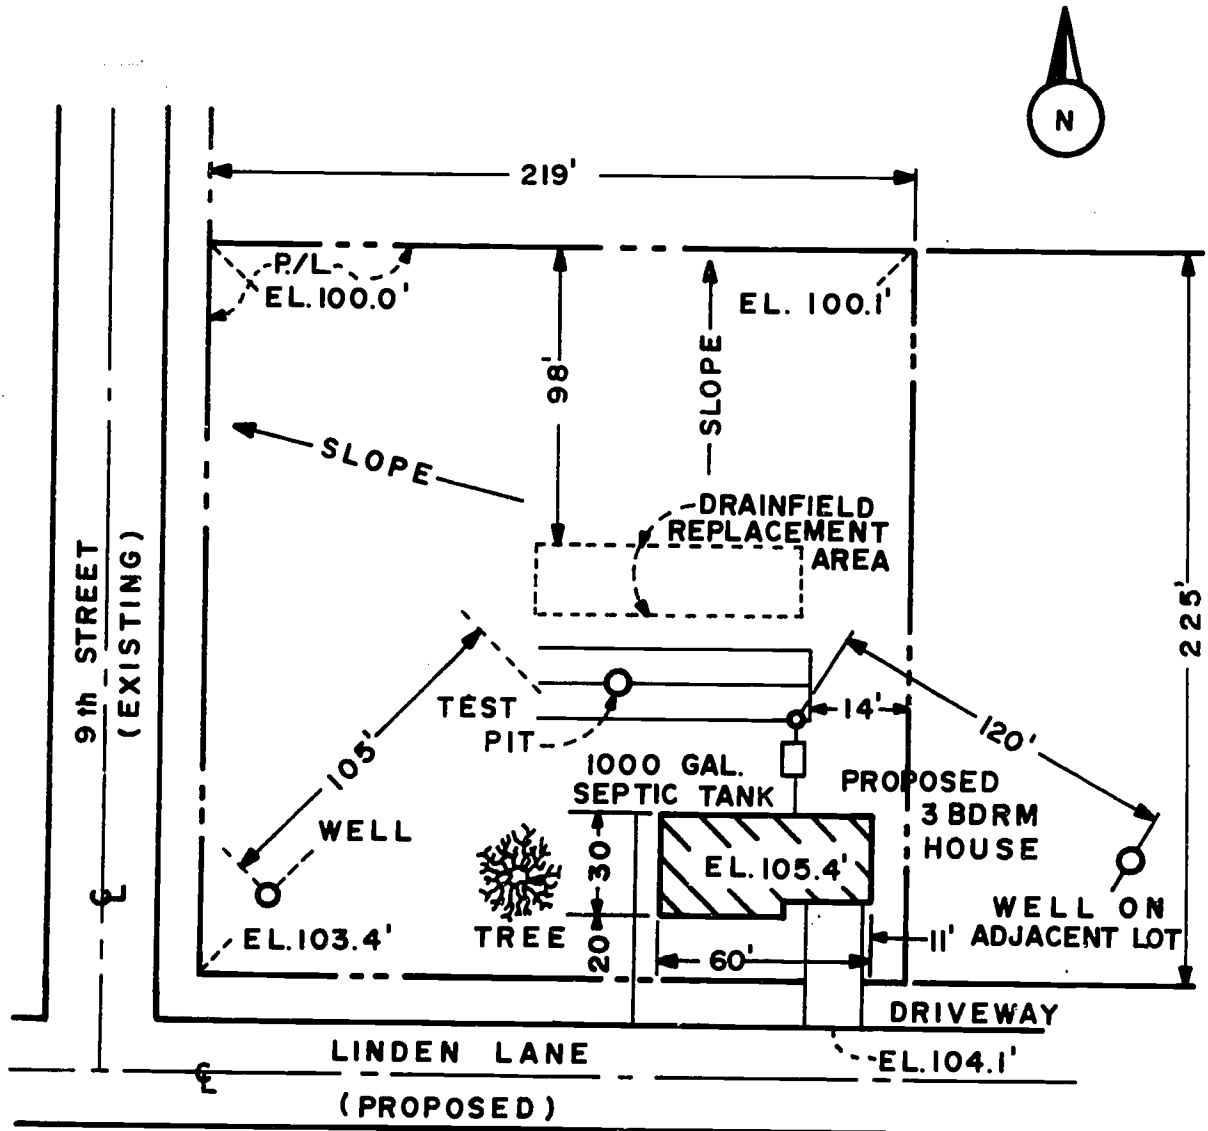 N
219'
P/L
EL.100.0'
EL. 100.1'
98'
SLOPE
SLOPE
DRAINFIELD
REPLACEMENT
AREA
9th STREET
(EXISTING)
225'
TEST
PIT
14'
120'
105'
1000 GAL.
SEPTIC TANK
PROPOSED
3 BDRM
HOUSE
WELL
30'
EL.105.4'
TREE
WELL ON
ADJACENT LOT
EL.103.4'
20'
60'
11'
DRIVEWAY
LINDEN LANE
EL.104.1'
(PROPOSED)
℄
℄